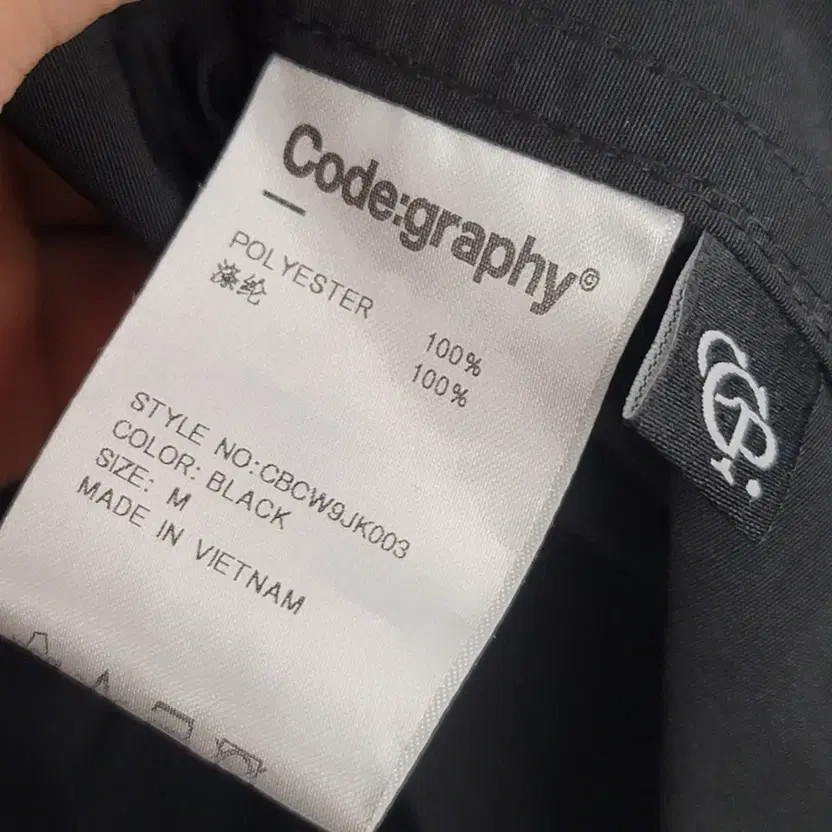 Code:graphy©
POLYESTER 100%
涤纶 100%
STYLE NO:CBCW9JK003
COLOR: BLACK
SIZE: M
MADE IN VIETNAM